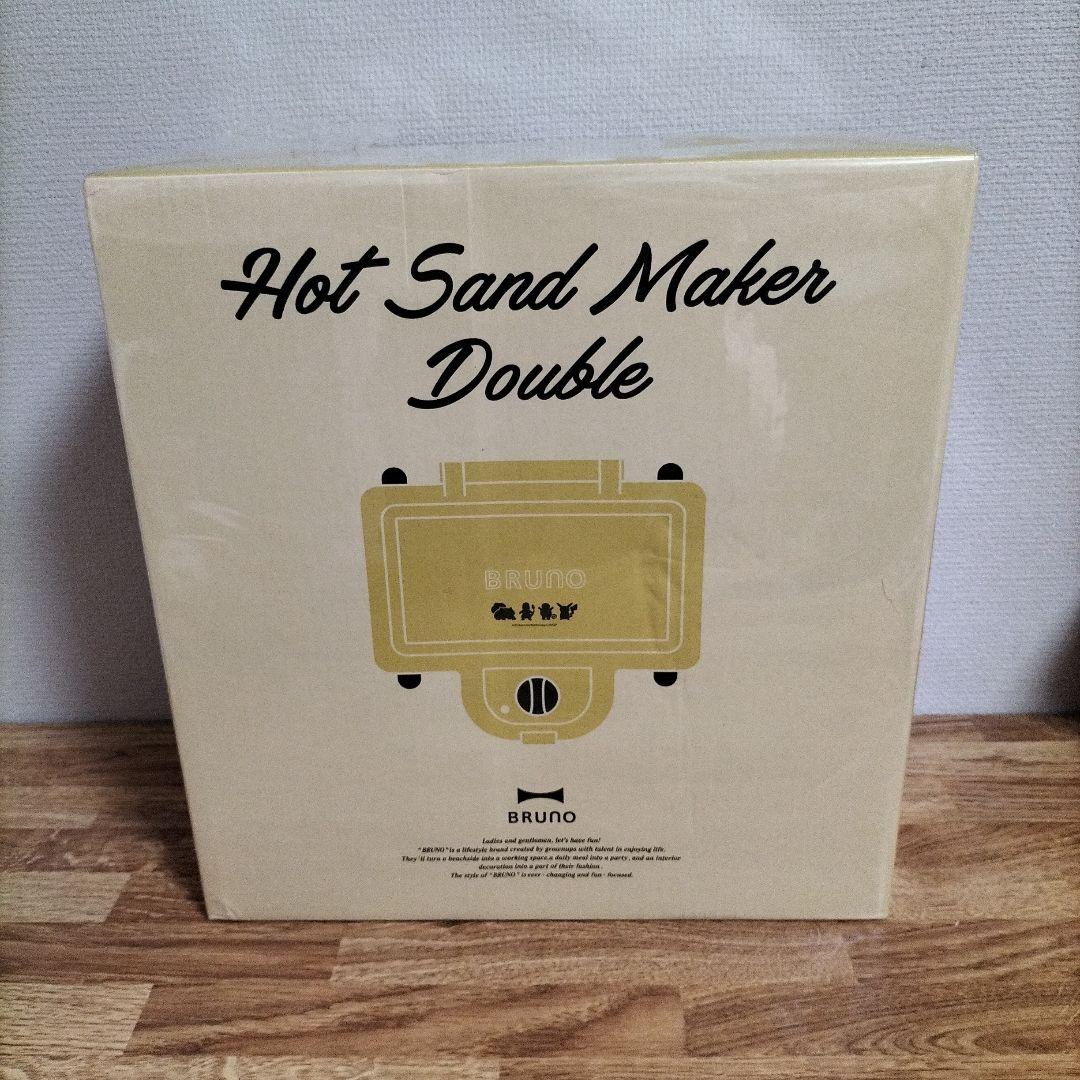 Hot Sand Maker
Double
BRUNO
BRUNO
Ladies and gentlemen, let's have fun!
"BRUNO" is a lifestyle brand created by grownups with talent in enjoying life.
They'll turn a beachside into a working space, a daily meal into a party, and an interior
decoration into a part of their fashion.
The style of "BRUNO" is ever - changing and fun - focused.